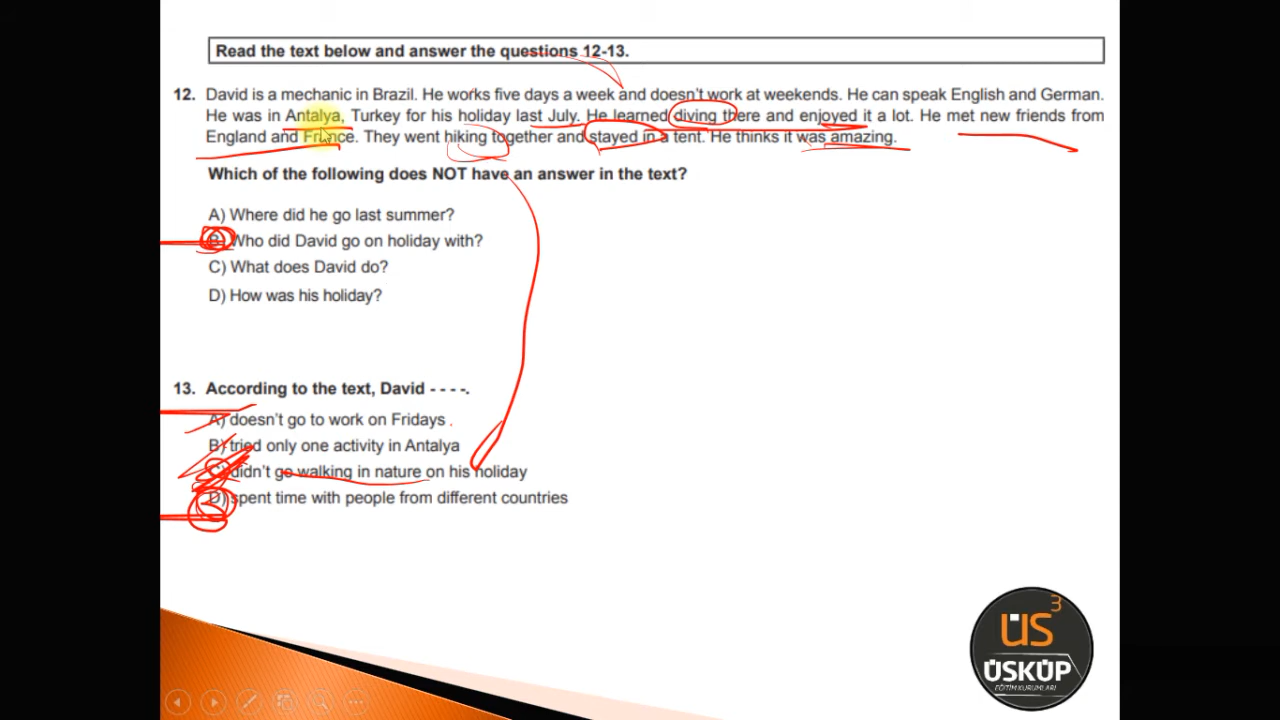 Read the text below and answer the questions 12-13.
12. David is a mechanic in Brazil. He works five days a week and doesn't work at weekends. He can speak English and German.
He was in Antalya, Turkey for his holiday last July. He learned diving there and enjoyed it a lot. He met new friends from
England and France. They went hiking together and stayed in a tent. He thinks it was amazing.
Which of the following does NOT have an answer in the text?
A) Where did he go last summer?
B) Who did David go on holiday with?
C) What does David do?
D) How was his holiday?
13. According to the text, David - - - -.
A) doesn't go to work on Fridays
B) tried only one activity in Antalya
C) didn't go walking in nature on his holiday
D) spent time with people from different countries
ÜS 3
ÜSKÜP
EĞİTİM KURUMLARI